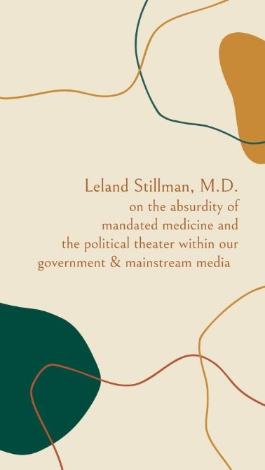 Leland Stillman, M.D.
on the absurdity of
mandated medicine and
the political theater within our
government & mainstream media